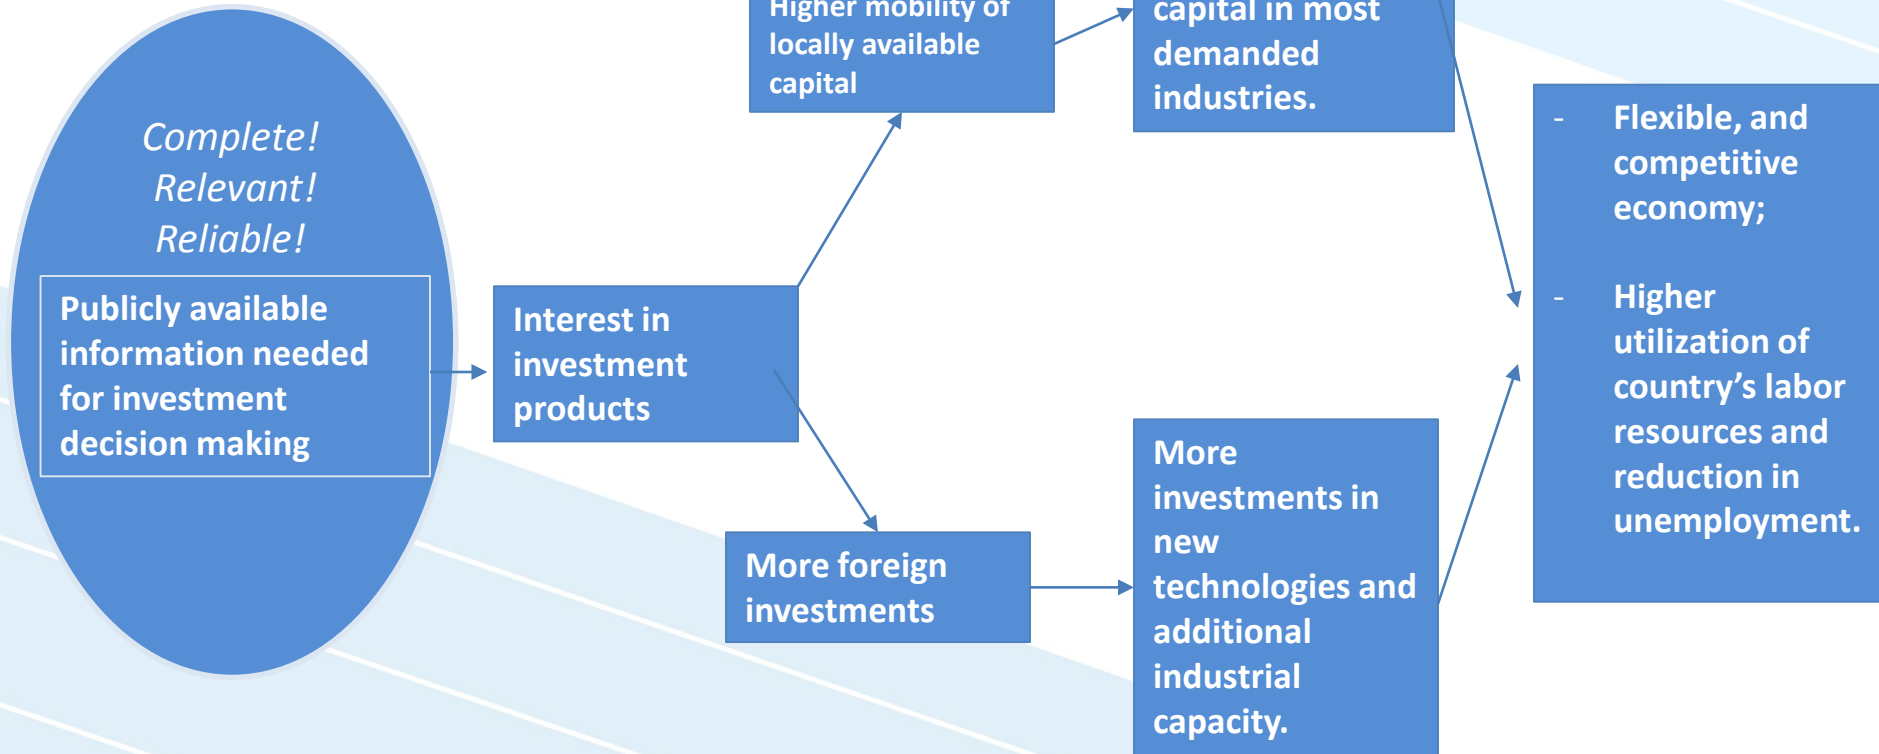 Complete!
Relevant!
Reliable!
Publicly available
information needed
for investment
decision making
Interest in
investment
products
Higher mobility of
locally available
capital
capital in most
demanded
industries.
More foreign
investments
More
investments in
new
technologies and
additional
industrial
capacity.
- Flexible, and
competitive
economy;
- Higher
utilization of
country’s labor
resources and
reduction in
unemployment.